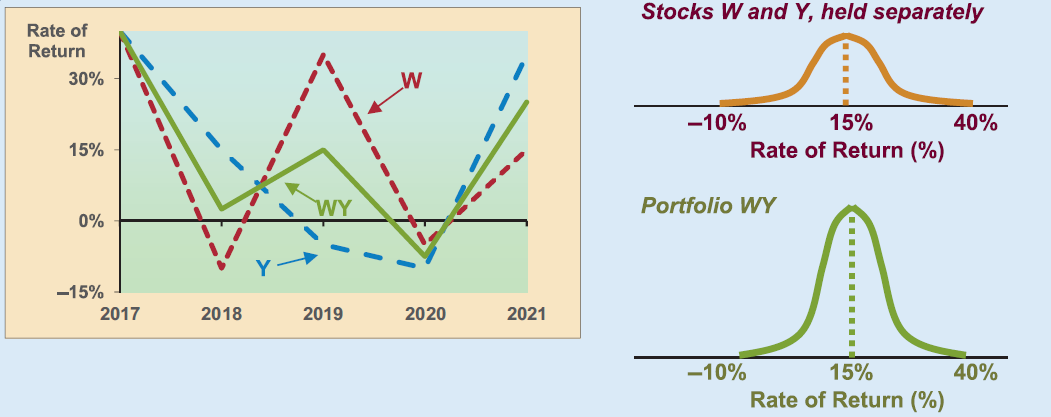 Rate of
Return
30%
15%
0%
–15%
2017 2018 2019 2020 2021
W
WY
Y
Stocks W and Y, held separately
–10% 15% 40%
Rate of Return (%)
Portfolio WY
–10% 15% 40%
Rate of Return (%)